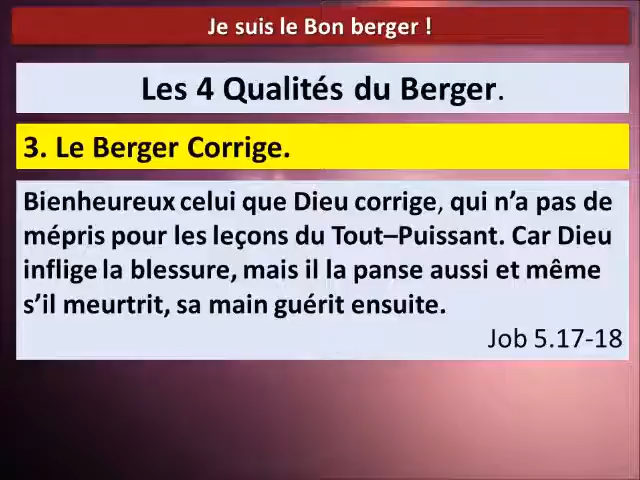 Je suis le Bon berger !
Les 4 Qualités du Berger.
3. Le Berger Corrige.
Bienheureux celui que Dieu corrige, qui n’a pas de
mépris pour les leçons du Tout–Puissant. Car Dieu
inflige la blessure, mais il la panse aussi et même
s’il meurtrit, sa main guérit ensuite.
Job 5.17-18